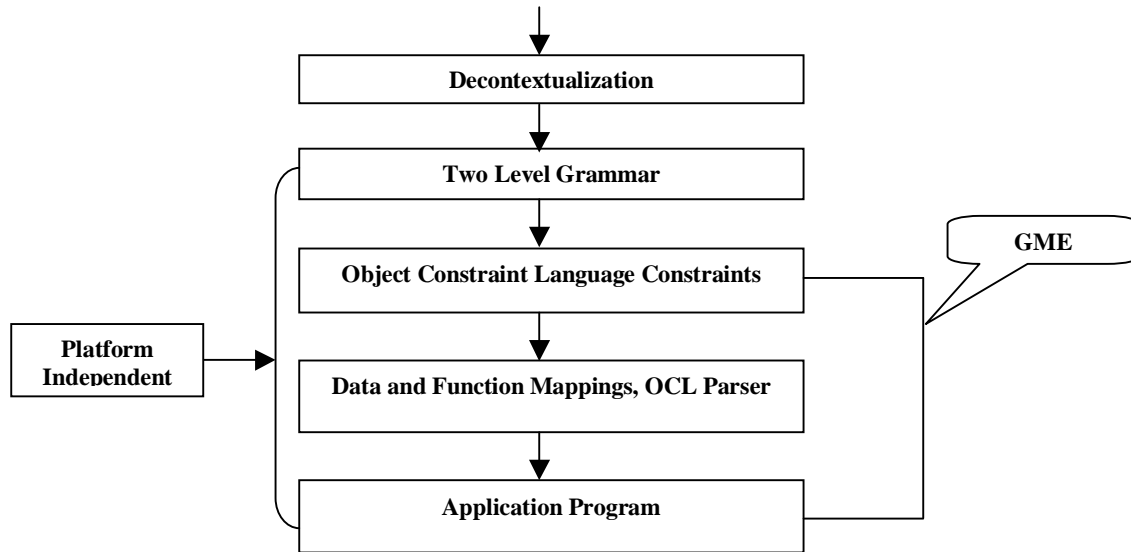 Decontextualization
Two Level Grammar
GME
Object Constraint Language Constraints
Platform
Independent
Data and Function Mappings, OCL Parser
Application Program